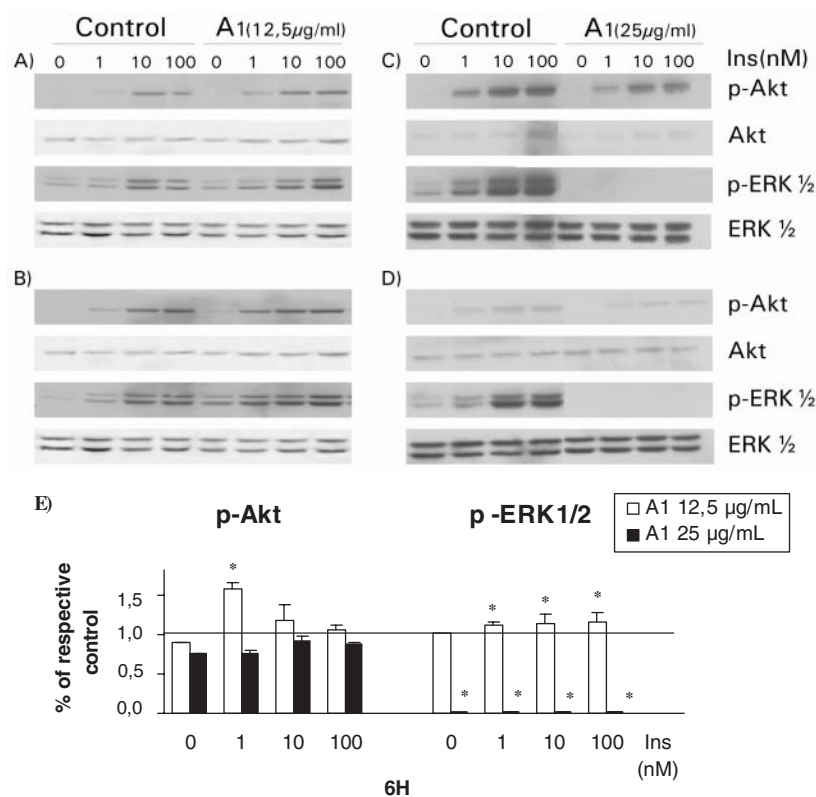 Control A1(12,5µg/ml) Control A1(25µg/ml)
A) 0 1 10 100 0 1 10 100 C) 0 1 10 100 0 1 10 100 Ins(nM)
p-Akt
Akt
p-ERK ½
ERK ½
B) D)
p-Akt
Akt
p-ERK ½
ERK ½
E)
p-Akt p -ERK1/2
A1 12,5 µg/mL
A1 25 µg/mL
% of respective
control
1,5
1,0
0,5
0,0
* * * *
* * * *
0 1 10 100 0 1 10 100 Ins
(nM)
6H